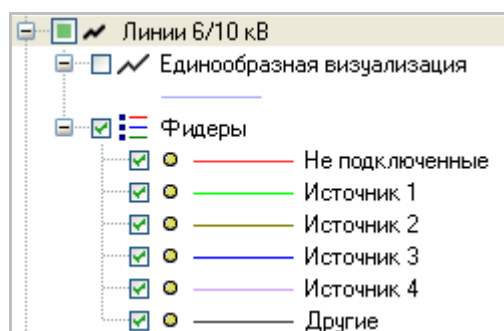 Линии 6/10 кВ
Единообразная визуализация
Фидеры
Не подключенные
Источник 1
Источник 2
Источник 3
Источник 4
Другие